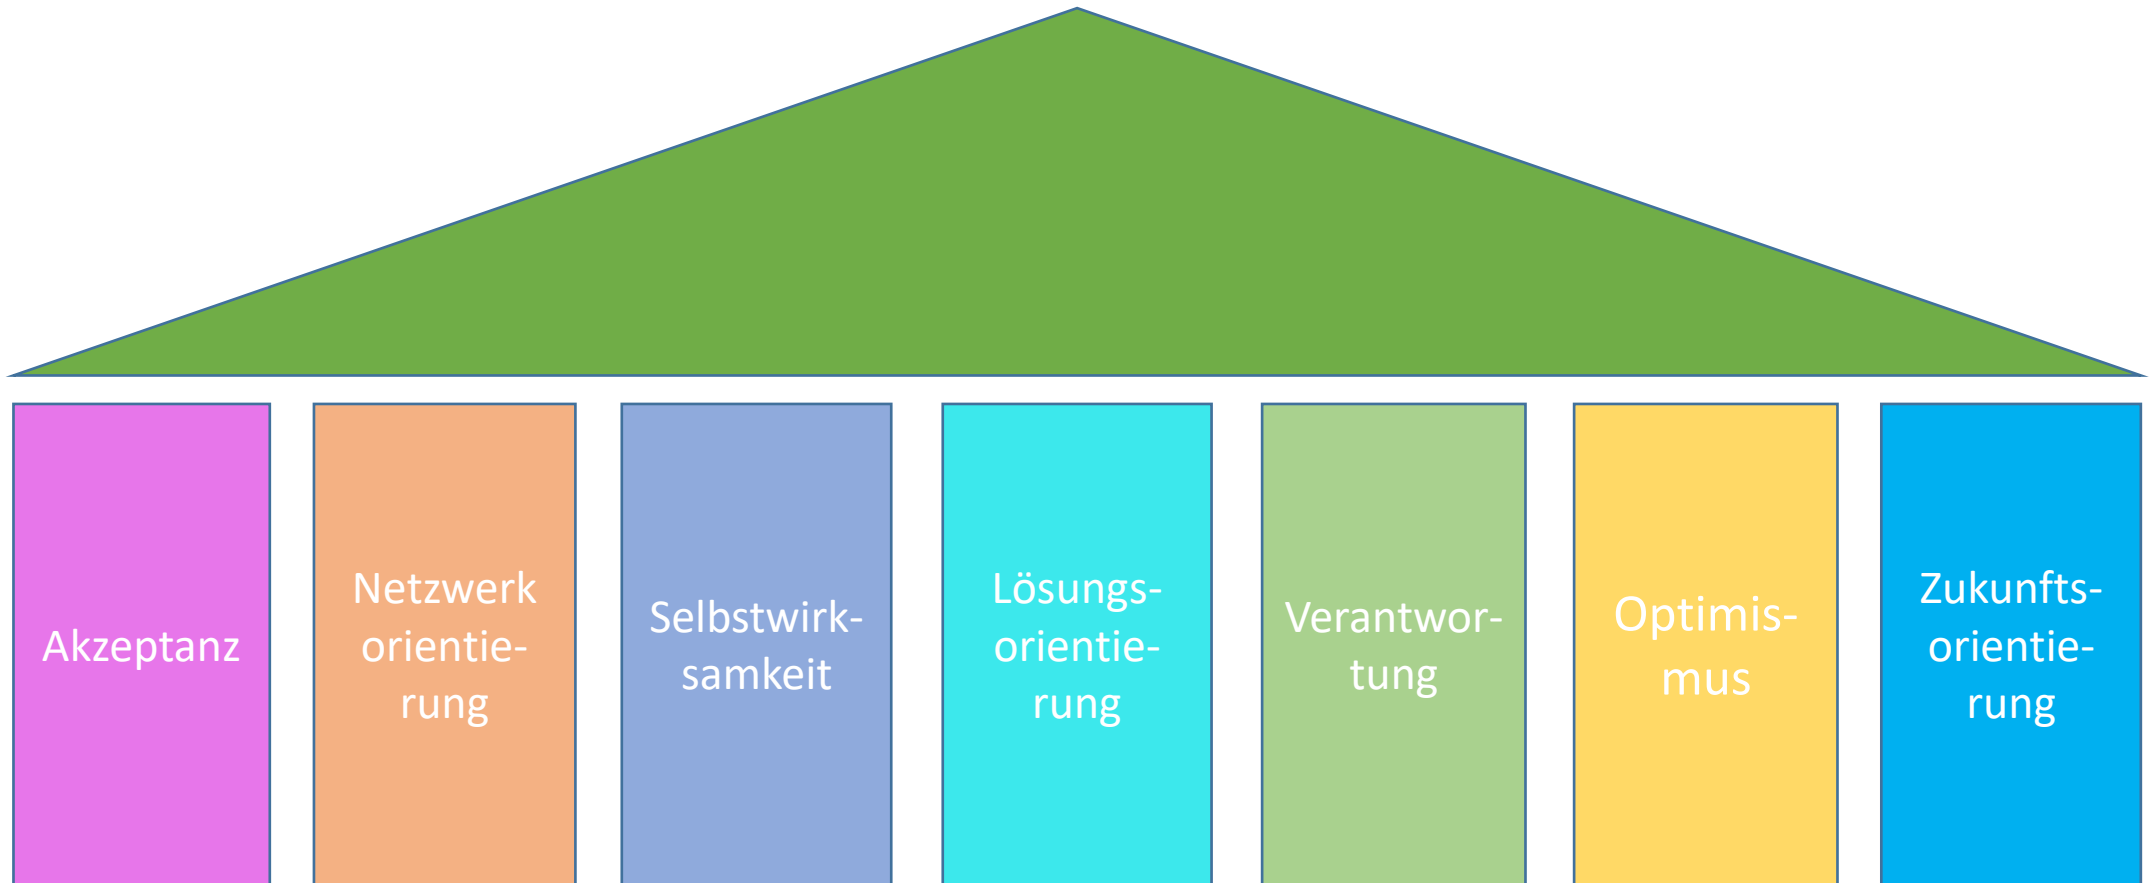 Akzeptanz
Netzwerk
orientie-
rung
Selbstwirk-
samkeit
Lösungs-
orientie-
rung
Verantwor-
tung
Optimis-
mus
Zukunfts-
orientie-
rung